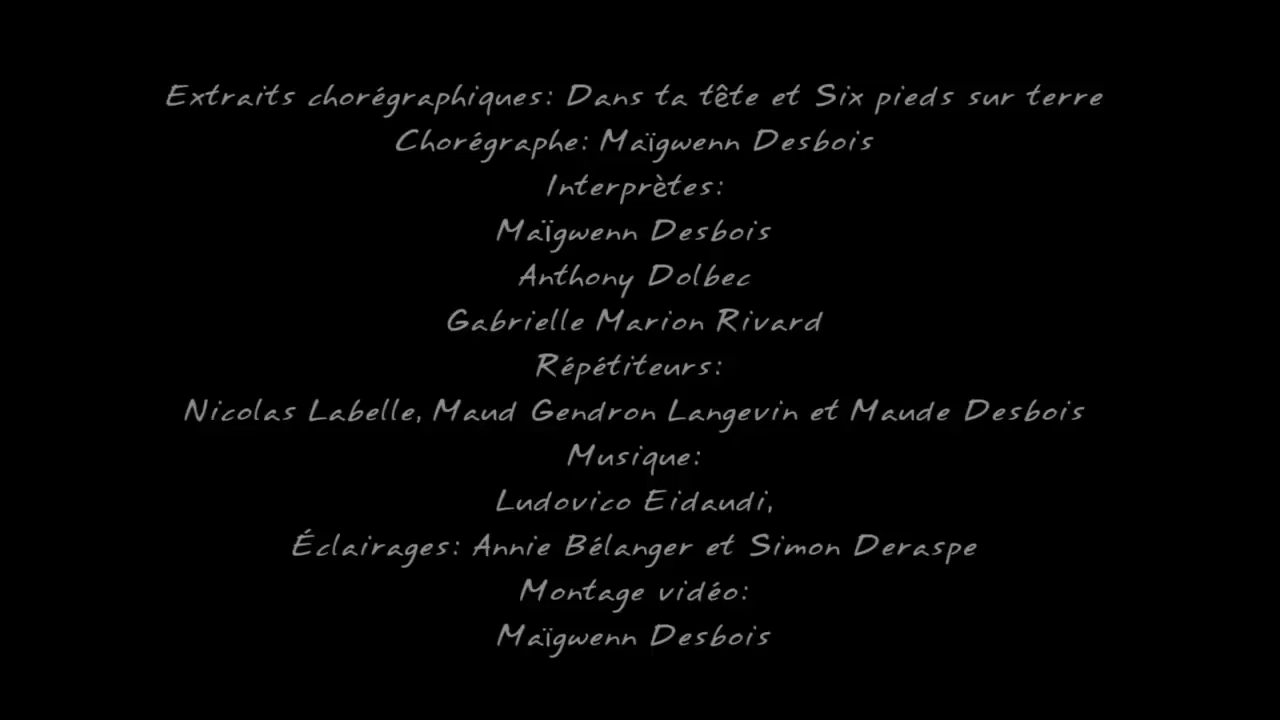 Extraits chorégraphiques: Dans ta tête et Six pieds sur terre
Chorégraphe: Maïgwenn Desbois
Interprètes:
Maïgwenn Desbois
Anthony Dolbec
Gabrielle Marion Rivard
Répétiteurs:
Nicolas Labelle, Maud Gendron Langevin et Maude Desbois
Musique:
Ludovico Eidaudi,
Éclairages: Annie Bélanger et Simon Deraspe
Montage vidéo:
Maïgwenn Desbois